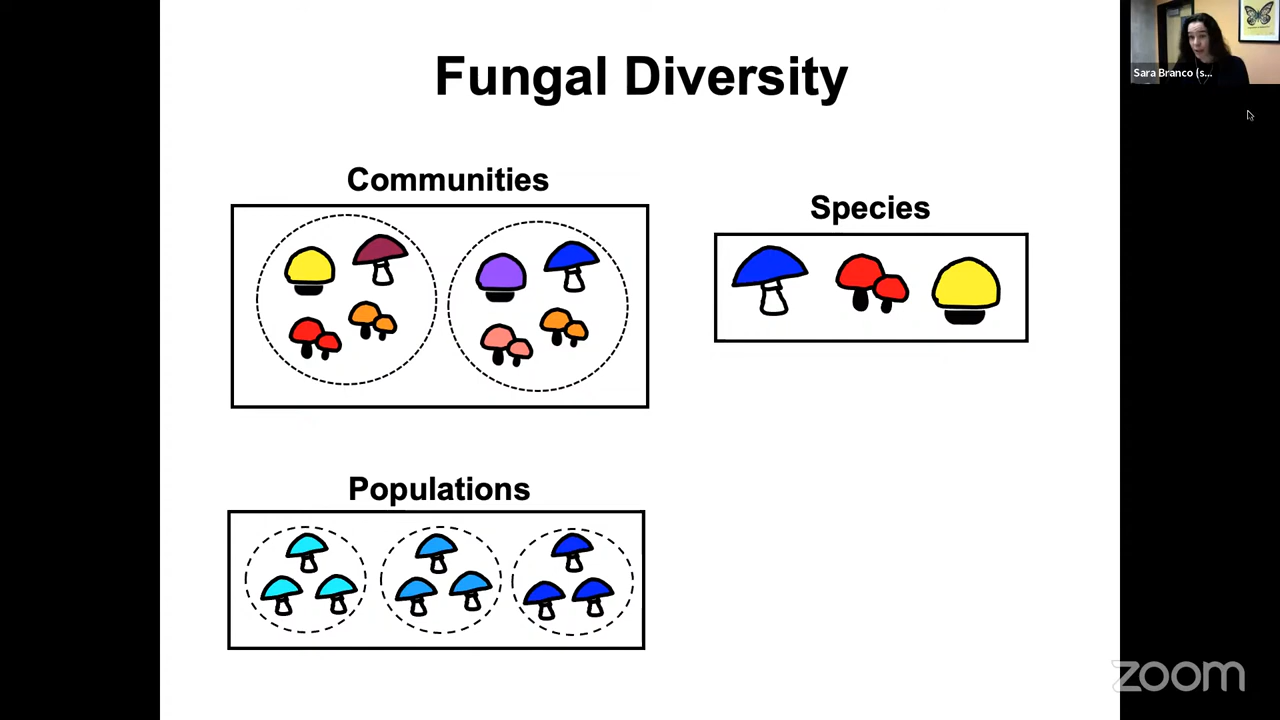 Fungal Diversity
Communities
Species
Populations
Sara Branco (s...
zoom